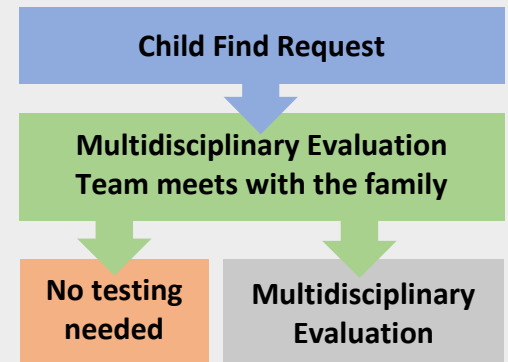 Child Find Request
Multidisciplinary Evaluation
Team meets with the family
No testing
needed
Multidisciplinary
Evaluation